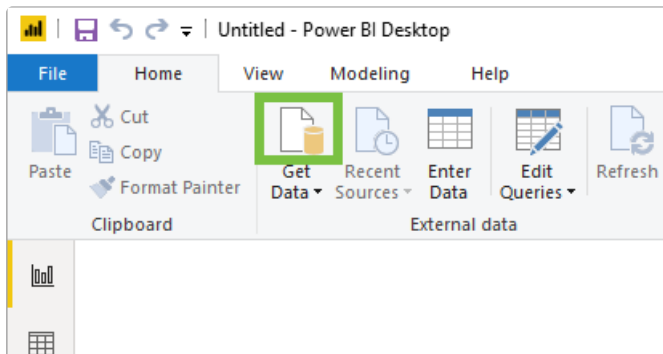 Untitled - Power BI Desktop
File Home View Modeling Help
Cut
Copy
Paste
Format Painter
Get Data
Recent Sources
Enter Data
Edit Queries
Refresh
Clipboard
External data